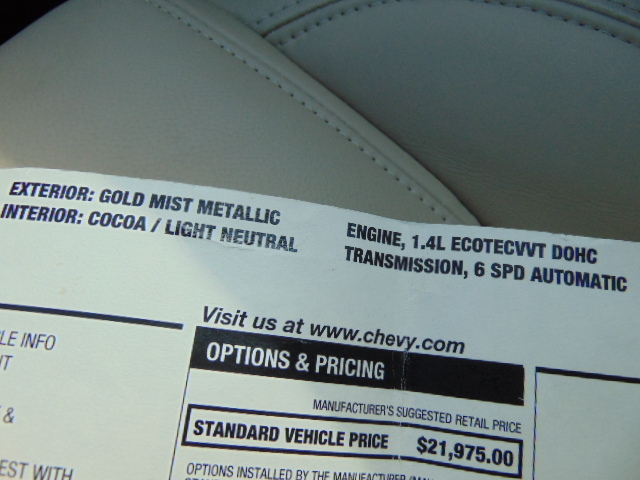 EXTERIOR: GOLD MIST METALLIC
INTERIOR: COCOA / LIGHT NEUTRAL
ENGINE, 1.4L ECOTECVVT DOHC
TRANSMISSION, 6 SPD AUTOMATIC
Visit us at www.chevy.com
OPTIONS & PRICING
MANUFACTURER'S SUGGESTED RETAIL PRICE
STANDARD VEHICLE PRICE $21,975.00
OPTIONS INSTALLED BY THE MANUFACTURER
INFO
&
WITH